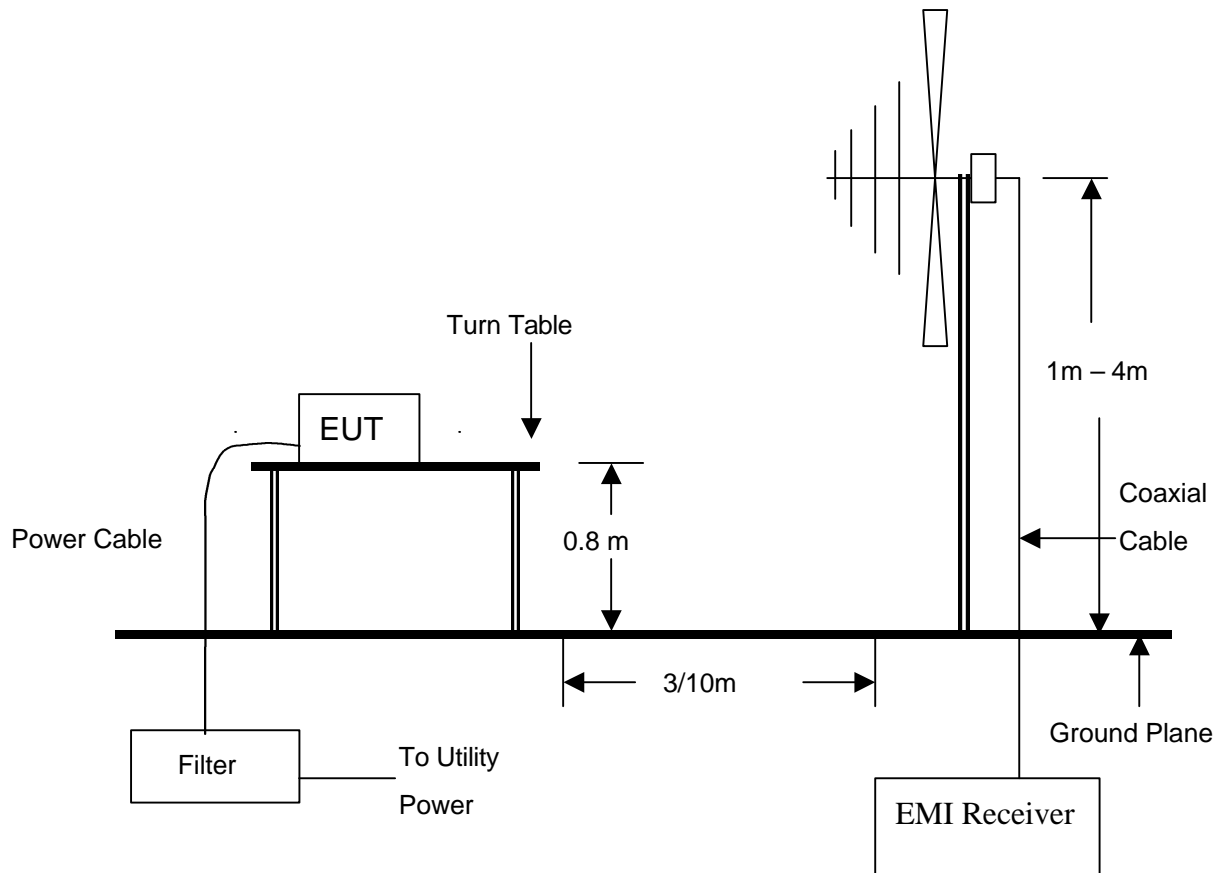 Turn Table
1m – 4m
EUT
Coaxial
Cable
Power Cable
0.8 m
3/10m
Ground Plane
Filter
To Utility
Power
EMI Receiver